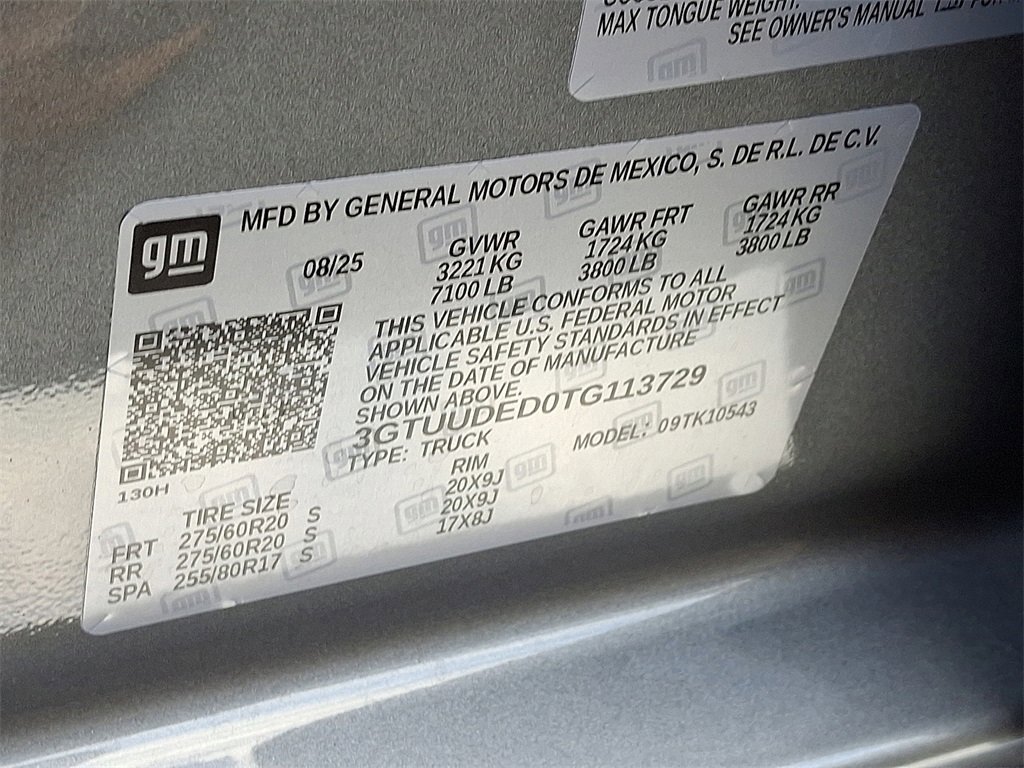 MAX TONGUE WEIGHT:
SEE OWNER'S MANUAL
gm
MFD BY GENERAL MOTORS DE MEXICO, S. DE R.L. DE C.V.
08/25
GVWR
3221 KG
7100 LB
GAWR FRT
1724 KG
3800 LB
GAWR RR
1724 KG
3800 LB
THIS VEHICLE CONFORMS TO ALL
APPLICABLE U.S. FEDERAL MOTOR
VEHICLE SAFETY STANDARDS IN EFFECT
ON THE DATE OF MANUFACTURE
SHOWN ABOVE.
3GTUUDED0TG113729
TYPE: TRUCK MODEL: 09TK10543
130H
TIRE SIZE RIM
FRT 275/60R20 S 20X9J
RR 275/60R20 S 20X9J
SPA 255/80R17 S 17X8J